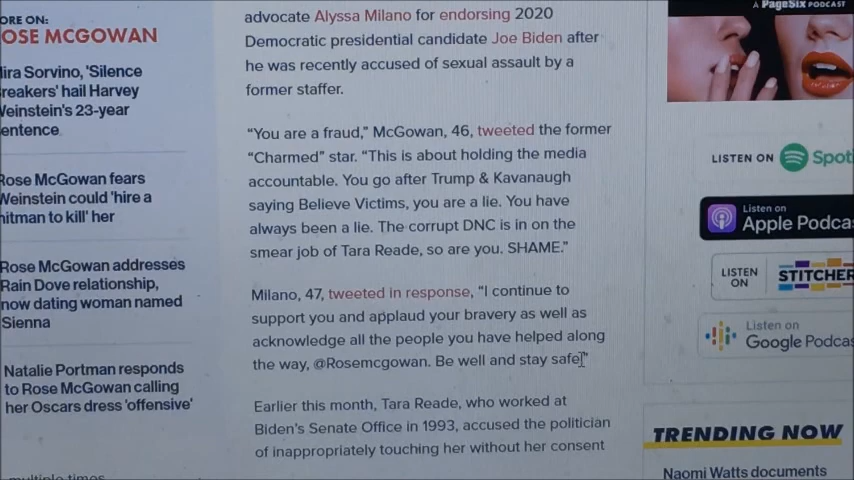 ORE ON:
OSE MCGOWAN
ira Sorvino, 'Silence
reakers' hail Harvey
Weinstein's 23-year
entence
Rose McGowan fears
Weinstein could 'hire a
hitman to kill' her
Rose McGowan addresses
Rain Dove relationship,
now dating woman named
Sienna
Natalie Portman responds
to Rose McGowan calling
her Oscars dress 'offensive'
multiple times
advocate Alyssa Milano for endorsing 2020
Democratic presidential candidate Joe Biden after
he was recently accused of sexual assault by a
former staffer.
“You are a fraud,” McGowan, 46, tweeted the former
“Charmed” star. “This is about holding the media
accountable. You go after Trump & Kavanaugh
saying Believe Victims, you are a lie. You have
always been a lie. The corrupt DNC is in on the
smear job of Tara Reade, so are you. SHAME.”
Milano, 47, tweeted in response, “I continue to
support you and applaud your bravery as well as
acknowledge all the people you have helped along
the way, @Rosemcgowan. Be well and stay safe.”
Earlier this month, Tara Reade, who worked at
Biden's Senate Office in 1993, accused the politician
of inappropriately touching her without her consent
A PageSix PODCAST
LISTEN ON Spot
Listen on
Apple Podca
LISTEN
ON
STITCHER
Listen on
Google Podca
TRENDING NOW
Naomi Watts documents